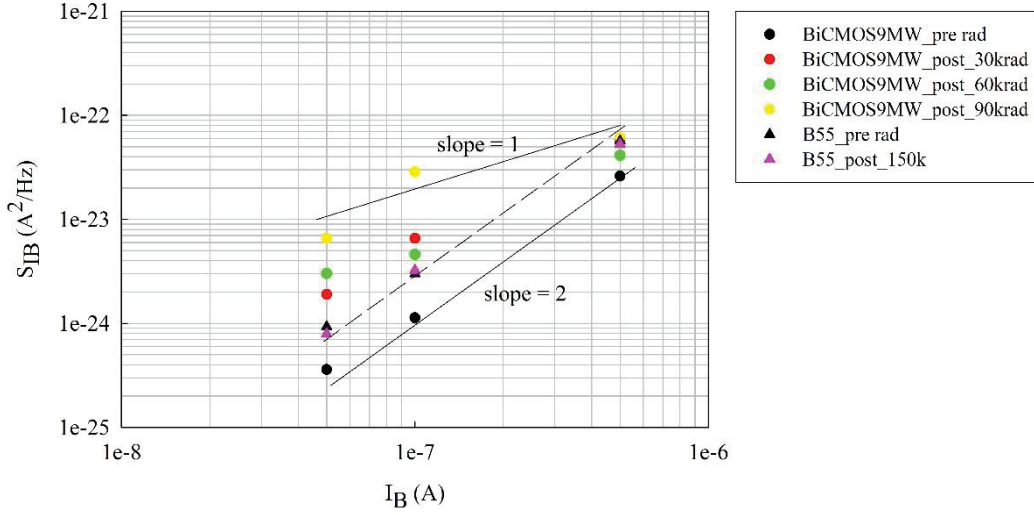 1e-21
1e-22
1e-23
1e-24
1e-25
S_IB (A^2/Hz)
slope = 1
slope = 2
1e-8
1e-7
1e-6
I_B (A)
BiCMOS9MW_pre rad
BiCMOS9MW_post_30krad
BiCMOS9MW_post_60krad
BiCMOS9MW_post_90krad
B55_pre rad
B55_post_150k